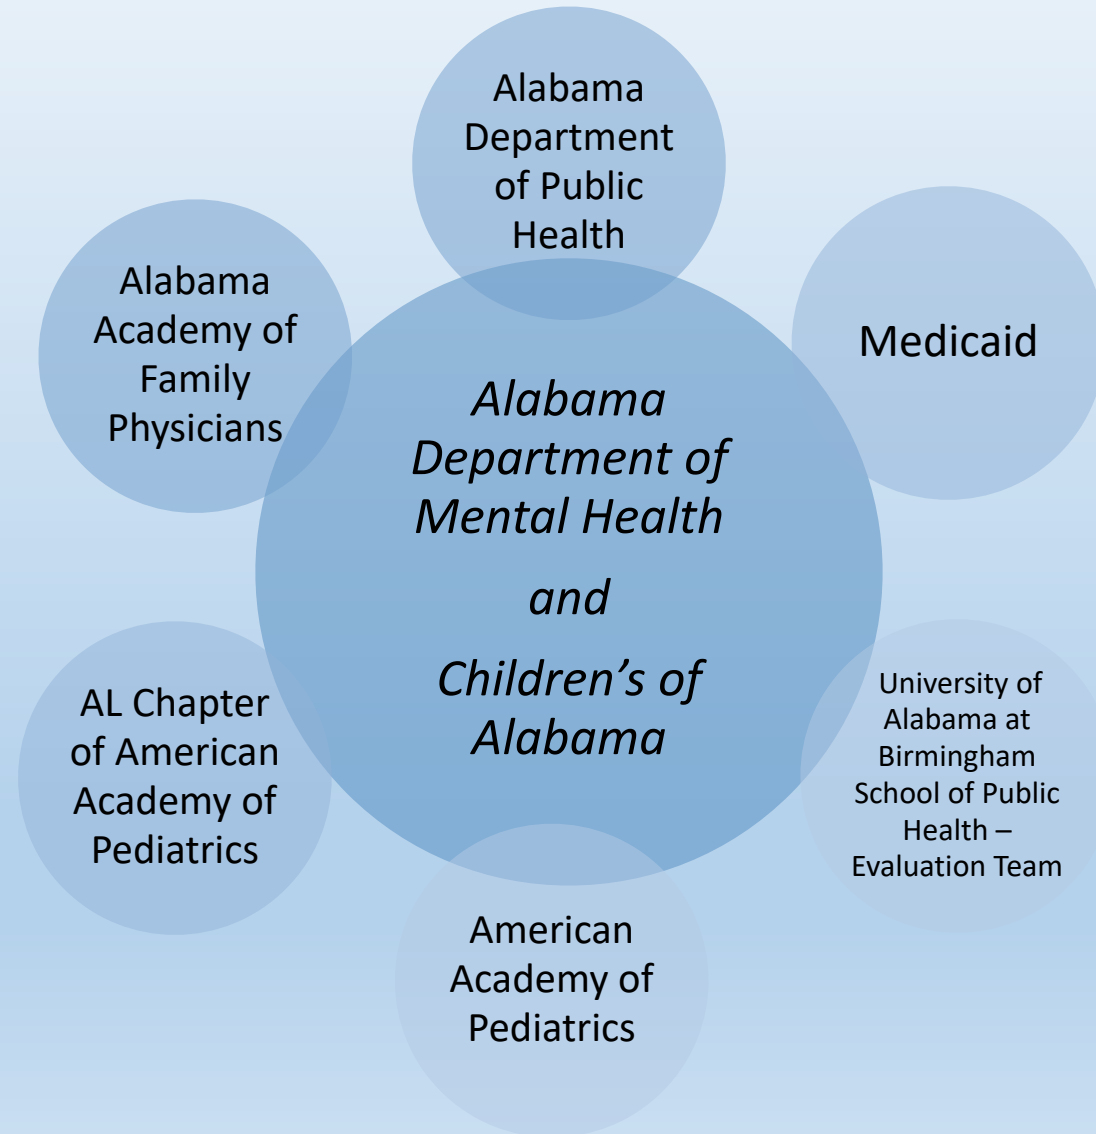 Alabama
Department
of Public
Health
Medicaid
Alabama
Academy of
Family
Physicians
Alabama
Department of
Mental Health
and
Children’s of
Alabama
University of
Alabama at
Birmingham
School of Public
Health –
Evaluation Team
AL Chapter
of American
Academy of
Pediatrics
American
Academy of
Pediatrics